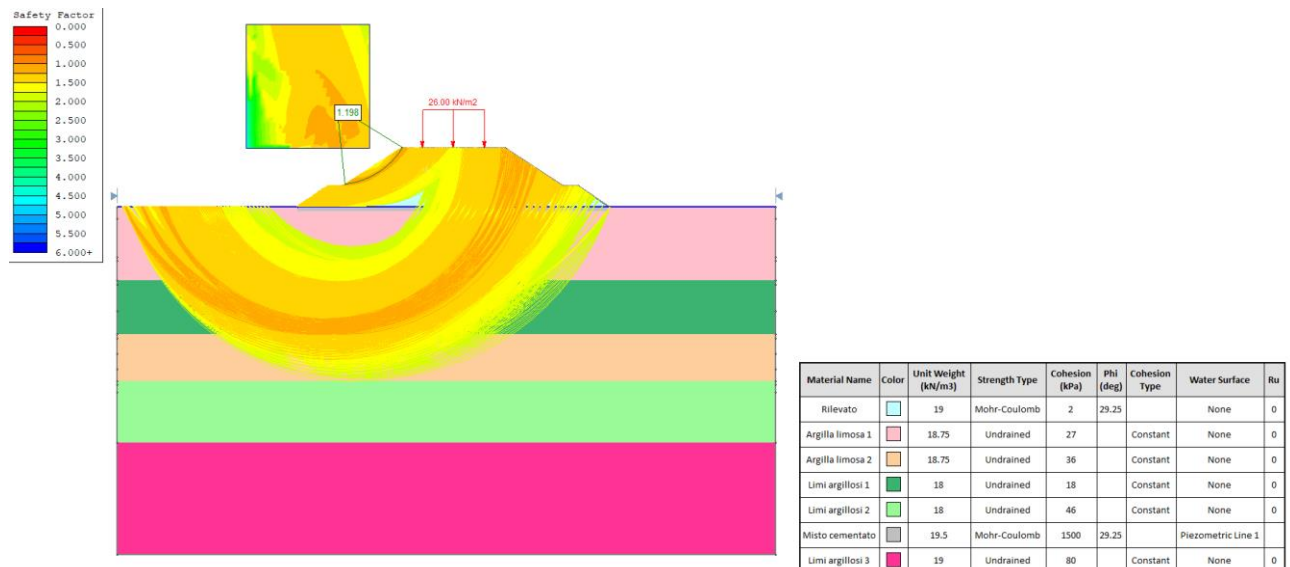 Safety Factor
0.000
0.500
1.000
1.500
2.000
2.500
3.000
3.500
4.000
4.500
5.000
5.500
6.000+
1.198
26.00 kN/m2
Material Name Color Unit Weight (kN/m3) Strength Type Cohesion (kPa) Phi (deg) Cohesion Type Water Surface Ru
Rilevato 19 Mohr-Coulomb 2 29.25 None 0
Argilla limosa 1 18.75 Undrained 27 Constant None 0
Argilla limosa 2 18.75 Undrained 36 Constant None 0
Limi argillosi 1 18 Undrained 18 Constant None 0
Limi argillosi 2 18 Undrained 46 Constant None 0
Misto cementato 19.5 Mohr-Coulomb 1500 29.25 Piezometric Line 1
Limi argillosi 3 19 Undrained 80 Constant None 0